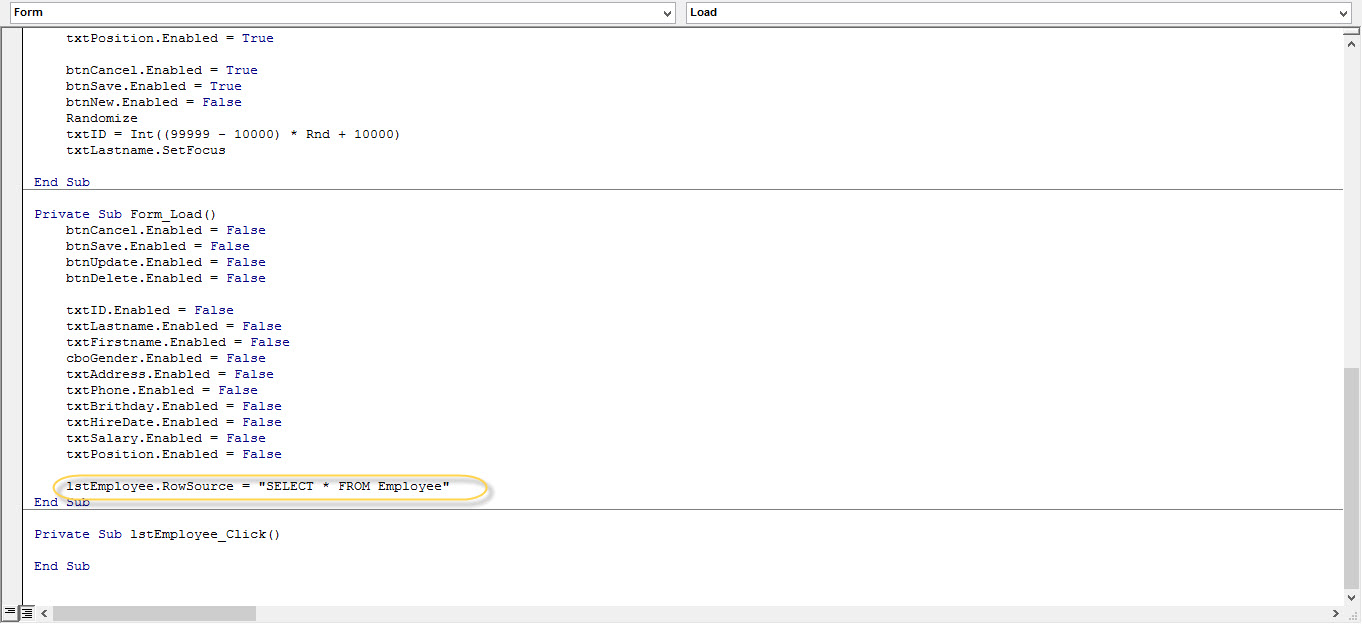 Form Load
txtPosition.Enabled = True
btnCancel.Enabled = True
btnSave.Enabled = True
btnNew.Enabled = False
Randomize
txtID = Int((99999 - 10000) * Rnd + 10000)
txtLastname.SetFocus
End Sub
Private Sub Form_Load()
btnCancel.Enabled = False
btnSave.Enabled = False
btnUpdate.Enabled = False
btnDelete.Enabled = False
txtID.Enabled = False
txtLastname.Enabled = False
txtFirstname.Enabled = False
cboGender.Enabled = False
txtAddress.Enabled = False
txtPhone.Enabled = False
txtBrithday.Enabled = False
txtHireDate.Enabled = False
txtSalary.Enabled = False
txtPosition.Enabled = False
lstEmployee.RowSource = "SELECT * FROM Employee"
End Sub
Private Sub lstEmployee_Click()
End Sub